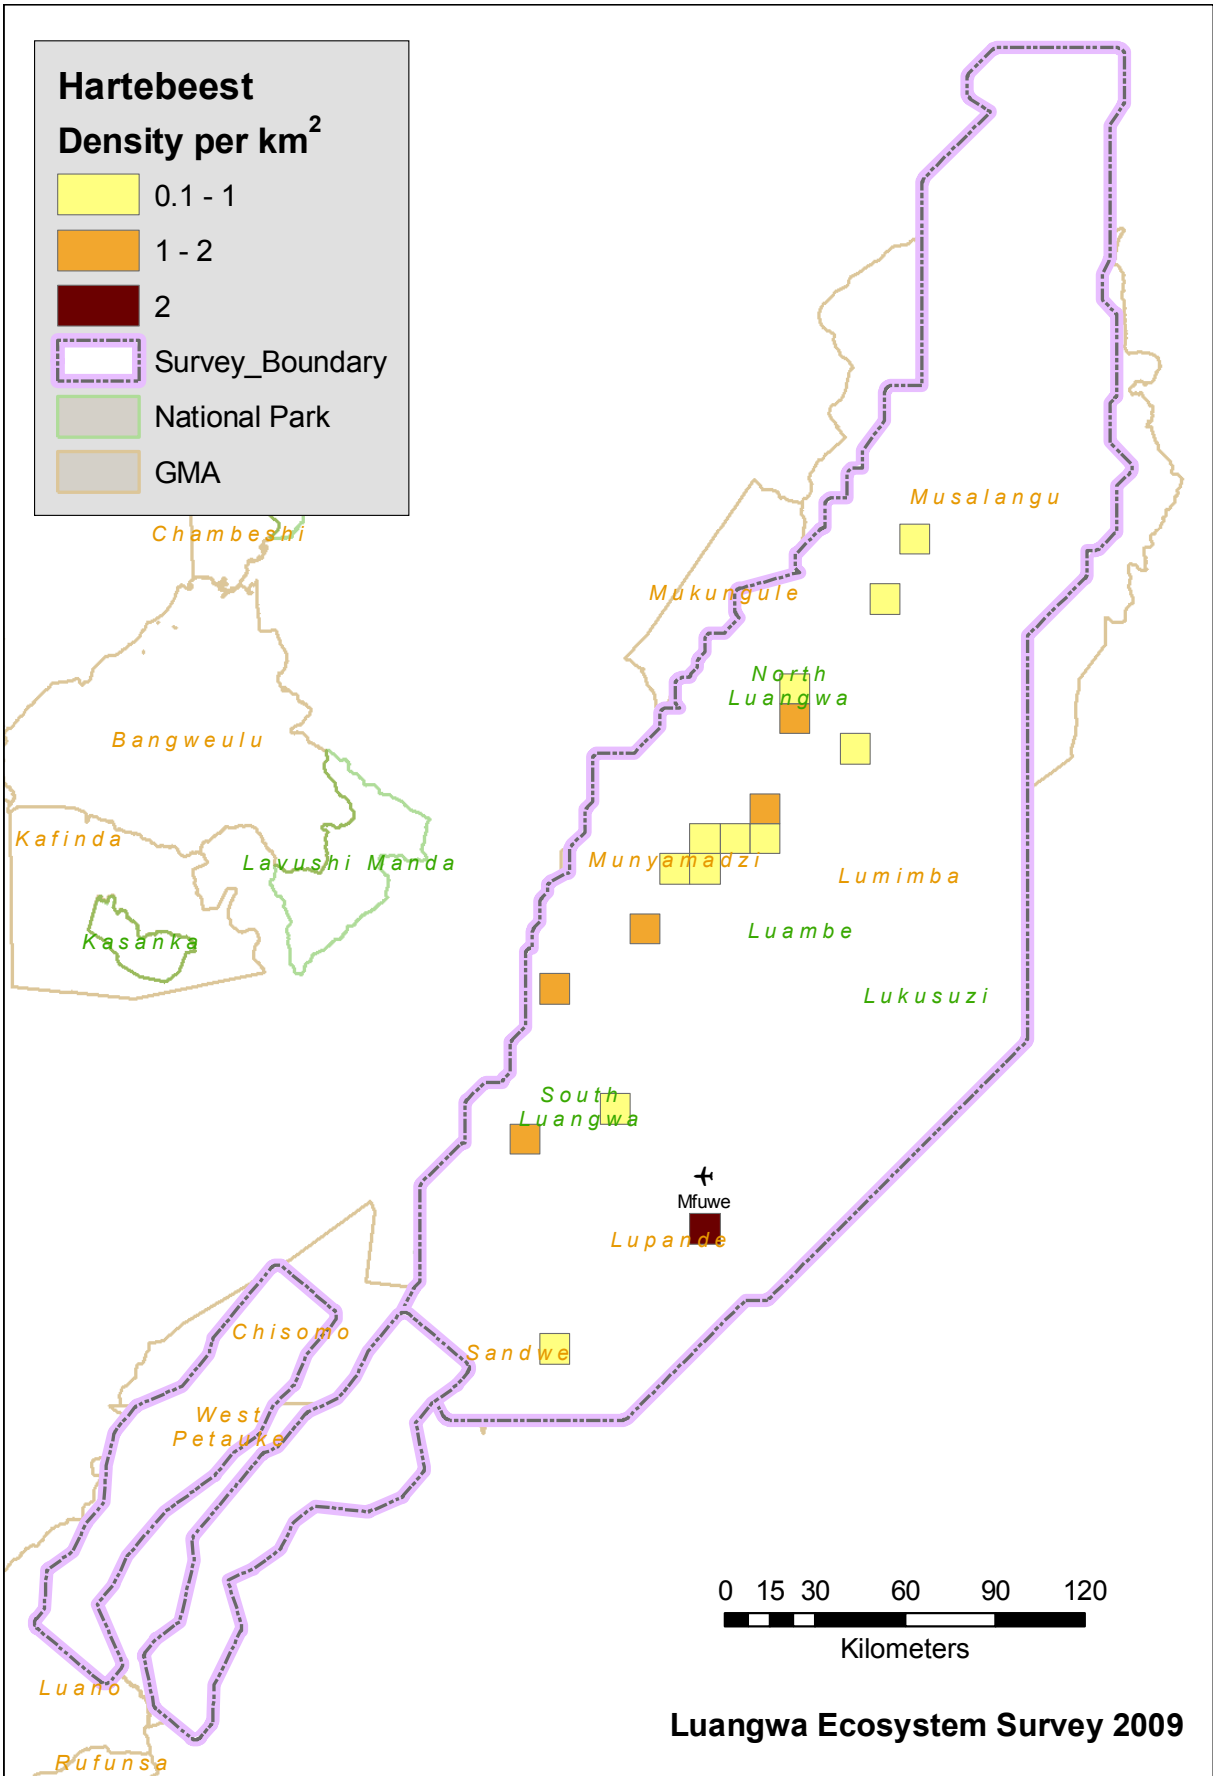 Hartebeest
Density per km²
0.1 - 1
1 - 2
2
Survey_Boundary
National Park
GMA
Musalangu
Chambeshi
Mukungule
North
Luangwa
Bangweulu
Kafinda
Lavushi Manda
Munyamadzi
Lumimba
Kasanka
Luambe
Lukusuzi
South
Luangwa
Mfuwe
Lupande
Chisomo
Sandwe
West
Petauke
0 15 30 60 90 120
Kilometers
Luano
Luangwa Ecosystem Survey 2009
Rufunsa